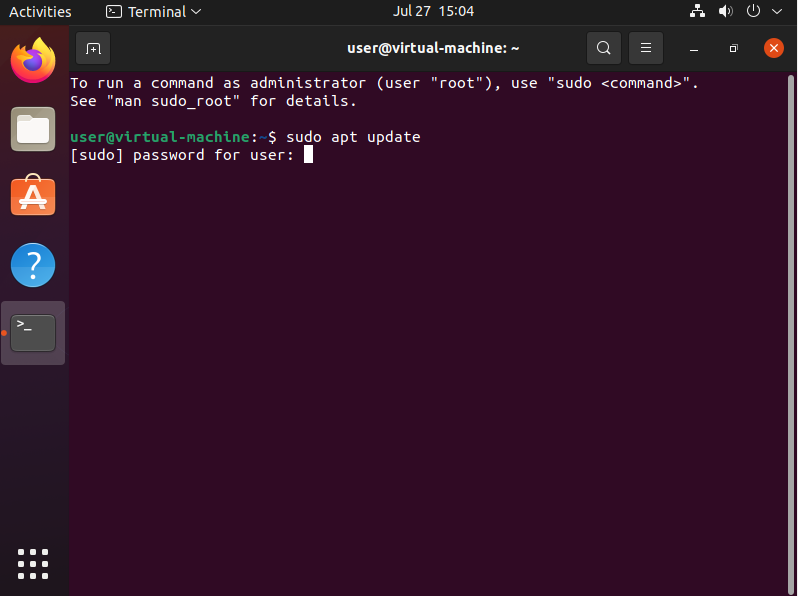 Activities
Terminal
Jul 27 15:04
user@virtual-machine: ~
To run a command as administrator (user "root"), use "sudo <command>".
See "man sudo_root" for details.
user@virtual-machine:~$ sudo apt update
[sudo] password for user:
>_